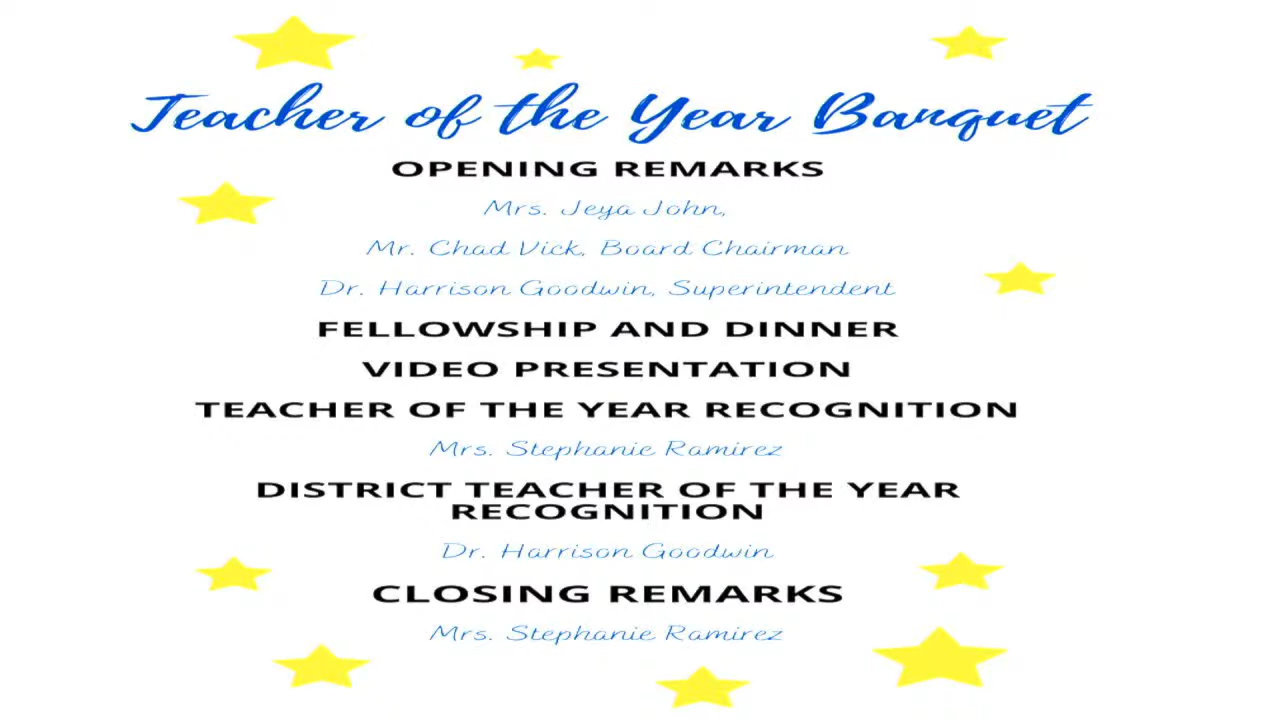 Teacher of the Year Banquet
OPENING REMARKS
Mrs. Jeya John,
Mr. Chad Vick, Board Chairman
Dr. Harrison Goodwin, Superintendent
FELLOWSHIP AND DINNER
VIDEO PRESENTATION
TEACHER OF THE YEAR RECOGNITION
Mrs. Stephanie Ramirez
DISTRICT TEACHER OF THE YEAR
RECOGNITION
Dr. Harrison Goodwin
CLOSING REMARKS
Mrs. Stephanie Ramirez